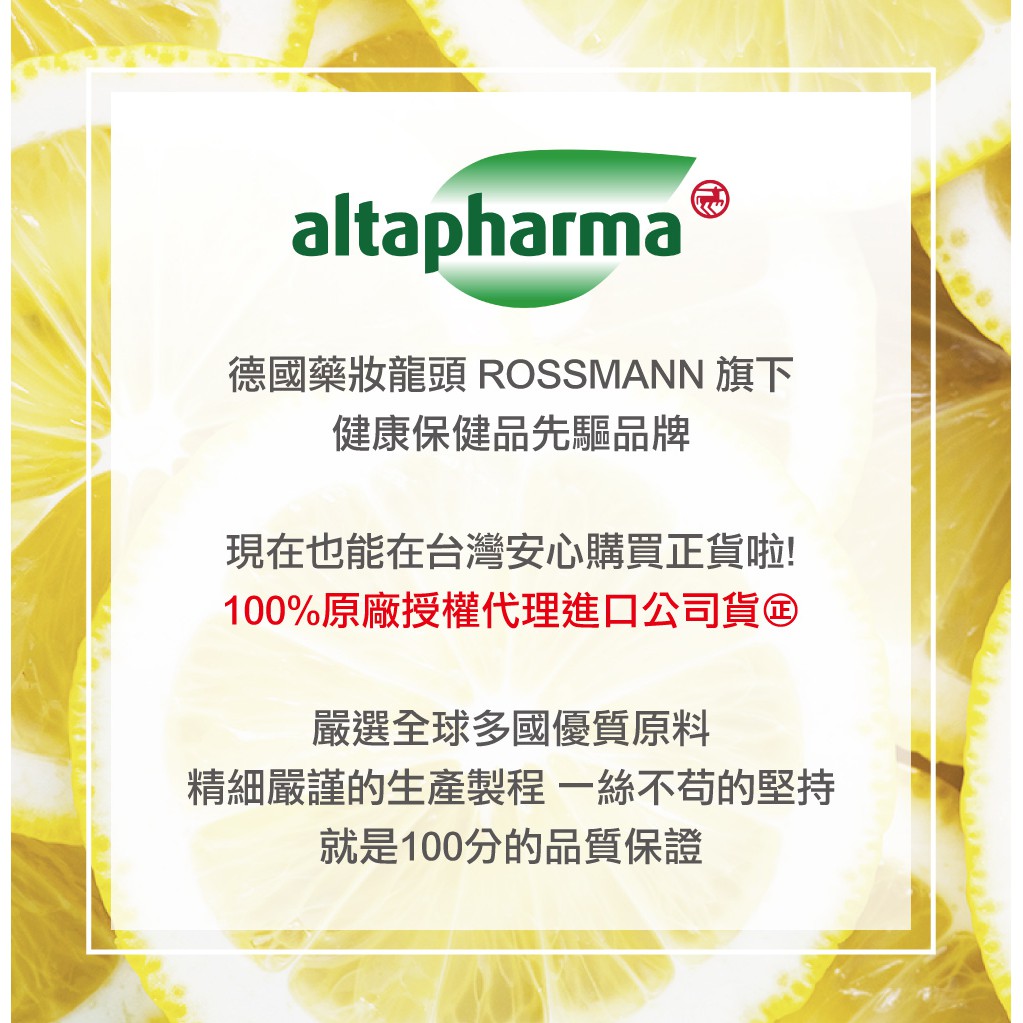 altapharma
德國藥妝龍頭 ROSSMANN 旗下
健康保健品先驅品牌
現在也能在台灣安心購買正貨啦!
100%原廠授權代理進口公司貨㊣
嚴選全球多國優質原料
精細嚴謹的生產製程 一絲不苟的堅持
就是100分的品質保證